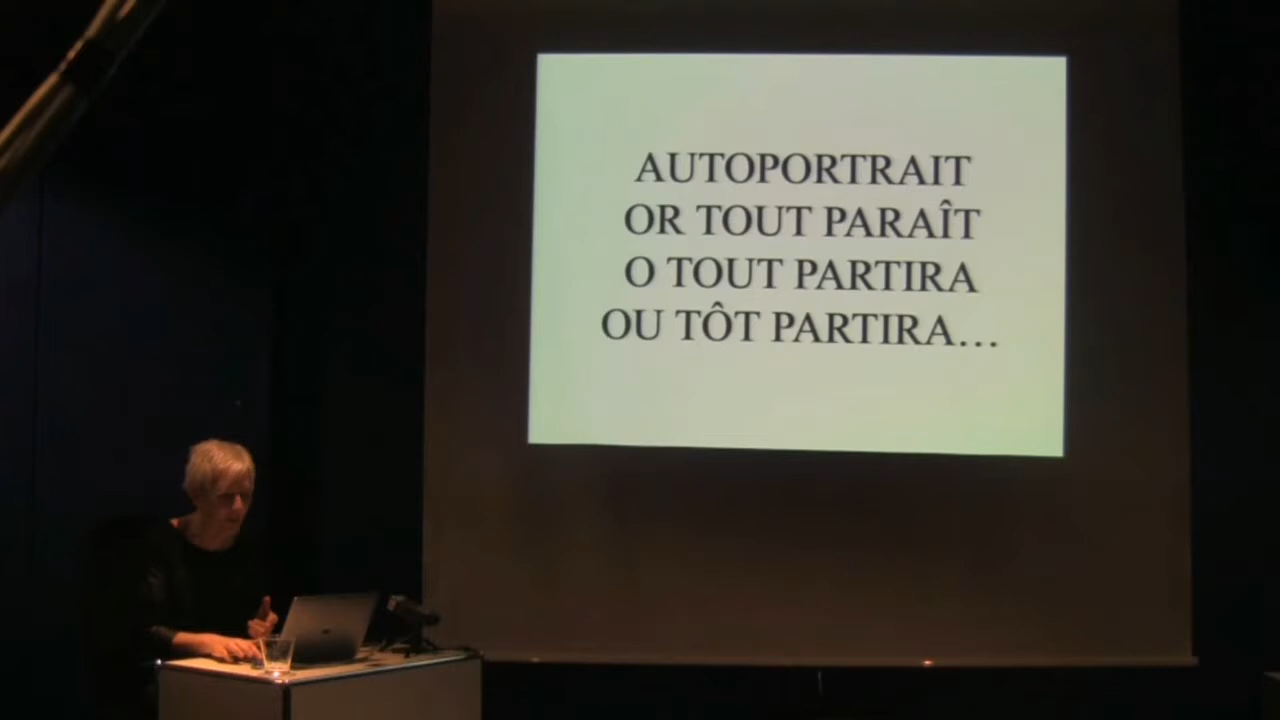 AUTOPORTRAIT
OR TOUT PARAÎT
O TOUT PARTIRA
OU TÔT PARTIRA…